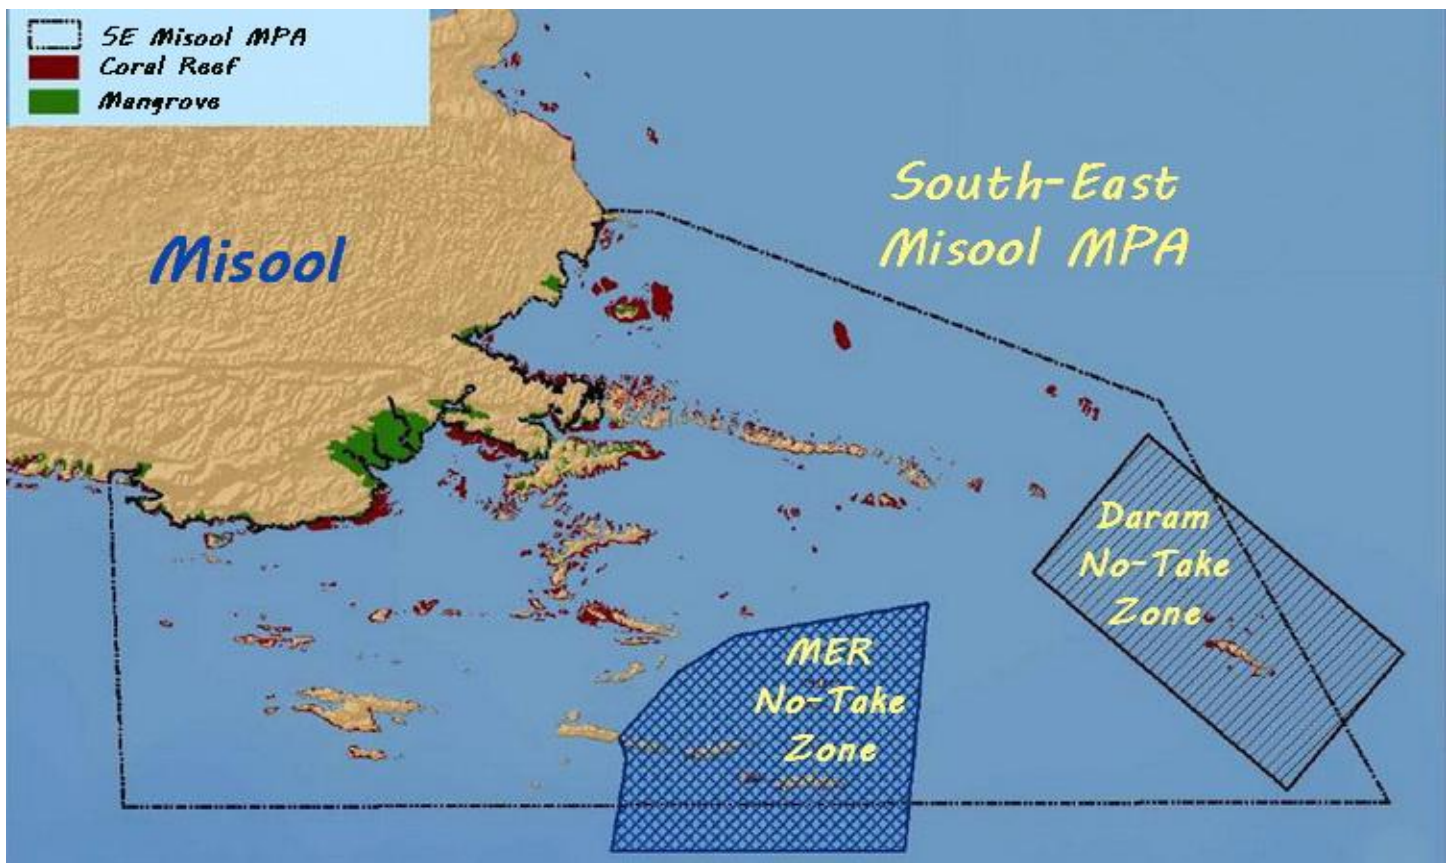 SE Misool MPA
Coral Reef
Mangrove
South-East
Misool MPA
Misool
Daram
No-Take
Zone
MER
No-Take
Zone